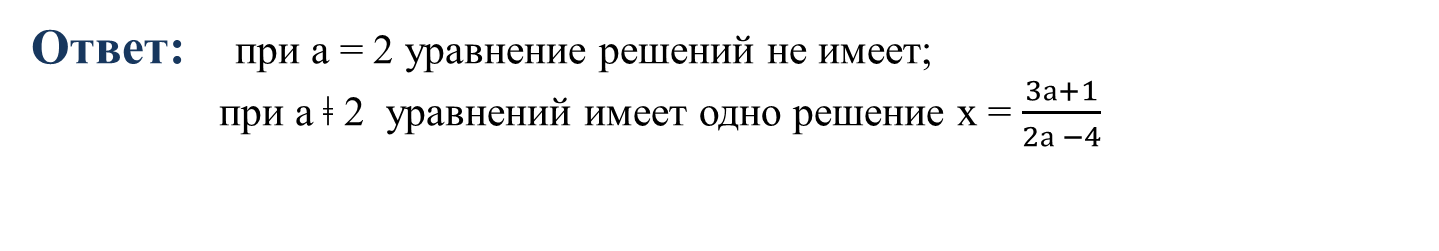 Ответ: при а = 2 уравнение решений не имеет;
при а ǂ 2 уравнений имеет одно решение х = (3а+1)/(2а −4)